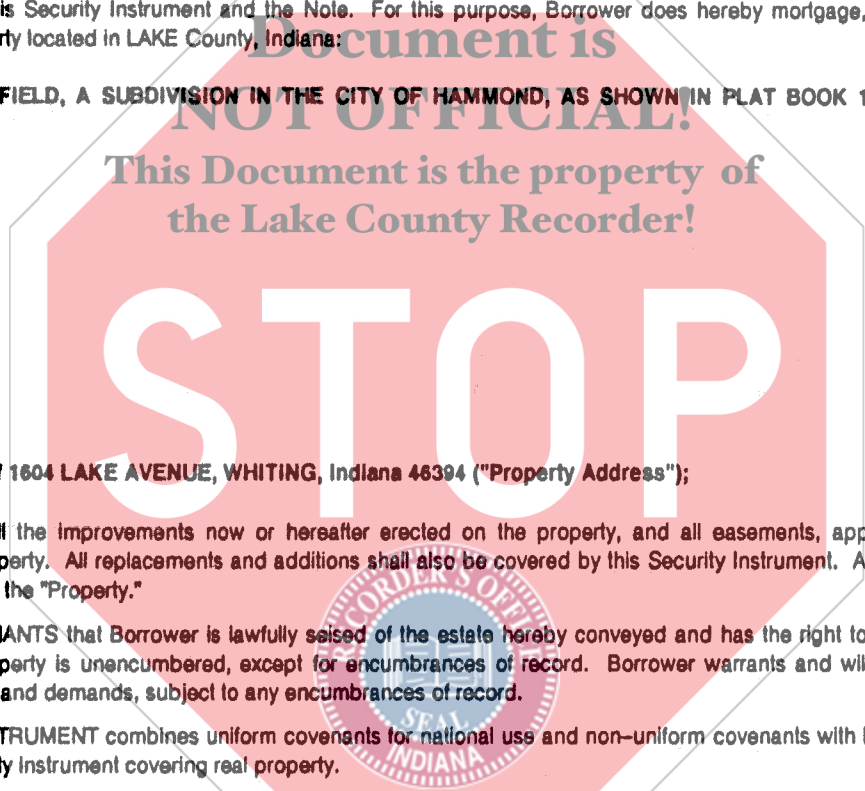 is Security Instrument and the Note. For this purpose, Borrower does hereby mortgage,
rty located in LAKE County, Indiana:
Document is
FIELD, A SUBDIVISION IN THE CITY OF HAMMOND, AS SHOWN IN PLAT BOOK 1
NOT OFFICIAL!
This Document is the property of
the Lake County Recorder!
STOP
1604 LAKE AVENUE, WHITING, Indiana 46394 ("Property Address");
ll the improvements now or hereafter erected on the property, and all easements, app
perty. All replacements and additions shall also be covered by this Security Instrument. A
the "Property."
ANTS that Borrower is lawfully seised of the estate hereby conveyed and has the right to
perty is unencumbered, except for encumbrances of record. Borrower warrants and will
and demands, subject to any encumbrances of record.
TRUMENT combines uniform covenants for national use and non-uniform covenants with l
y instrument covering real property.
RECORDER'S OFFICE
SEAL
INDIANA